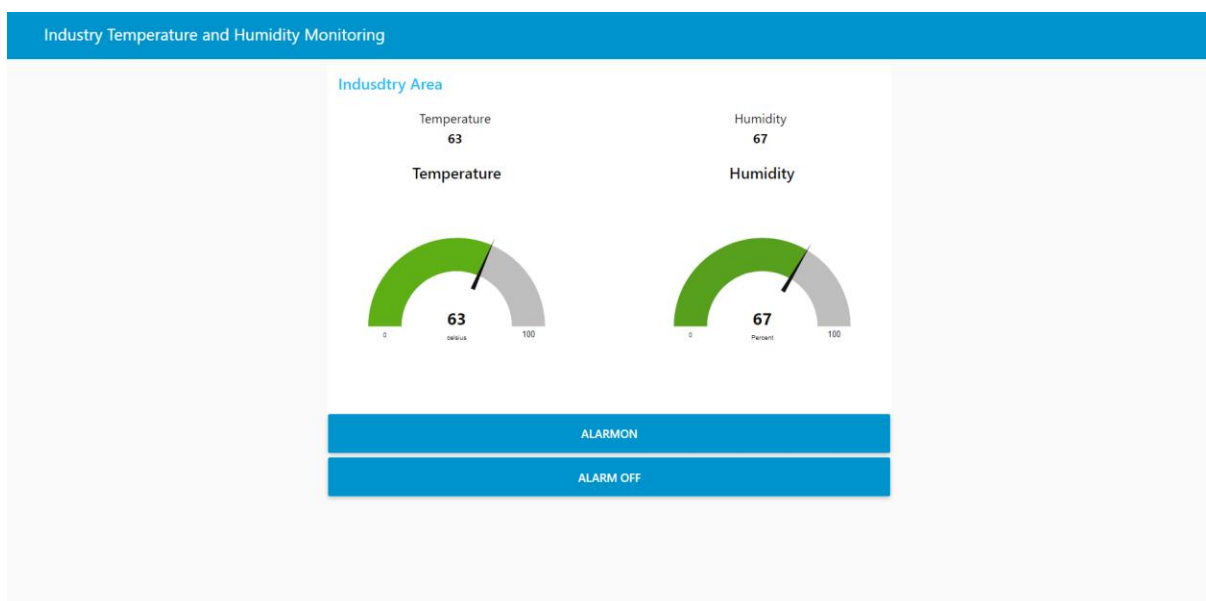 Industry Temperature and Humidity Monitoring
Indusdtry Area
Temperature
63
Humidity
67
Temperature
Humidity
63
celsius
0
100
67
Percent
0
100
ALARMON
ALARM OFF